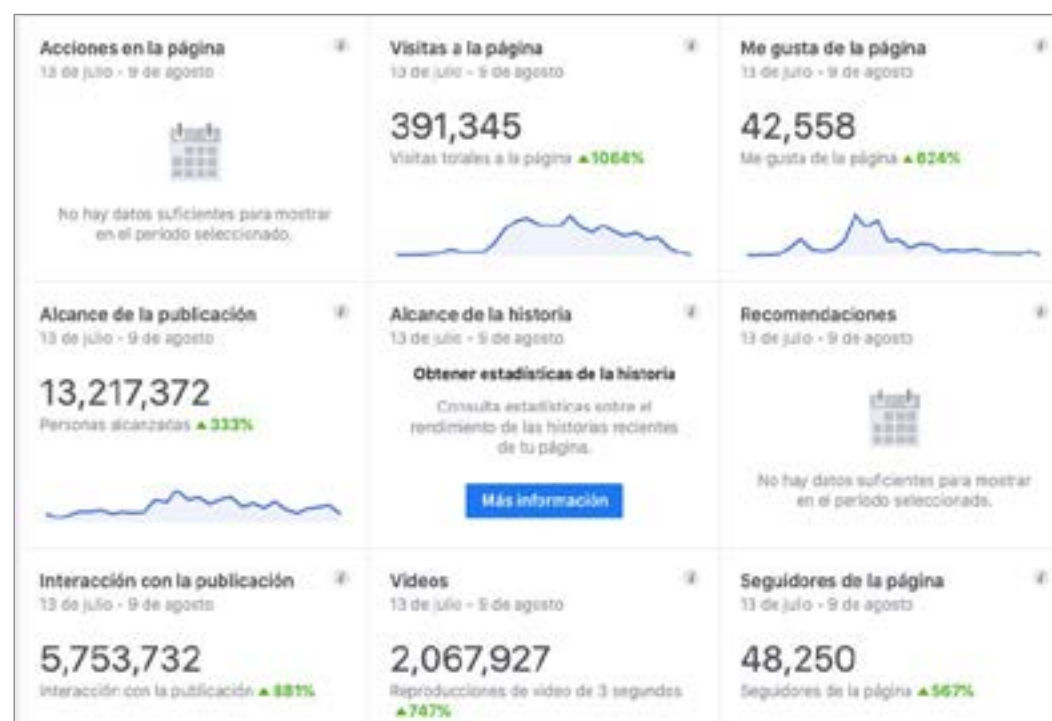 Acciones en la página
13 de julio - 9 de agosto
No hay datos suficientes para mostrar
en el período seleccionado.
Visitas a la página
13 de julio - 9 de agosto
391,345
Visitas totales a la página ▲1064%
Me gusta de la página
13 de julio - 9 de agosto
42,558
Me gusta de la página ▲624%
Alcance de la publicación
13 de julio - 9 de agosto
13,217,372
Personas alcanzadas ▲333%
Alcance de la historia
13 de julio - 9 de agosto
Obtener estadísticas de la historia
Consulta estadísticas sobre el
rendimiento de las historias recientes
de tu página.
Más información
Recomendaciones
13 de julio - 9 de agosto
No hay datos suficientes para mostrar
en el período seleccionado.
Interacción con la publicación
13 de julio - 9 de agosto
5,753,732
Interacción con la publicación ▲881%
Videos
13 de julio - 9 de agosto
2,067,927
Reproducciones de video de 3 segundos
▲747%
Seguidores de la página
13 de julio - 9 de agosto
48,250
Seguidores de la página ▲567%